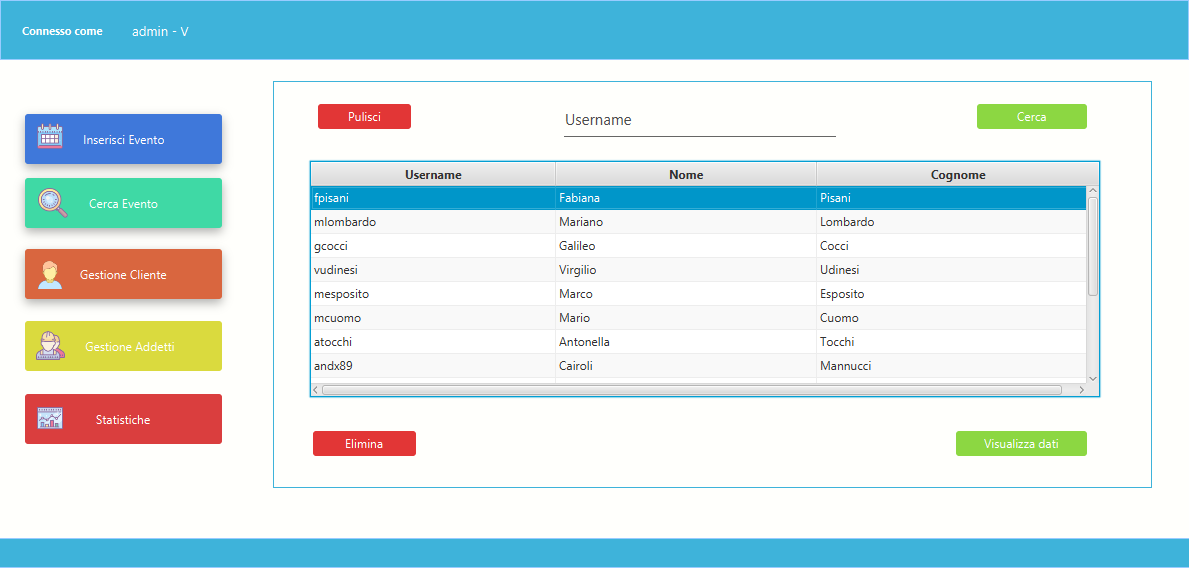 Connesso come admin - V
Inserisci Evento
Cerca Evento
Gestione Cliente
Gestione Addetti
Statistiche
Pulisci Username Cerca
Username Nome Cognome
fpisani Fabiana Pisani
mlombardo Mariano Lombardo
gcocci Galileo Cocci
vudinesi Virgilio Udinesi
mesposito Marco Esposito
mcuomo Mario Cuomo
atocchi Antonella Tocchi
andx89 Cairoli Mannucci
Elimina Visualizza dati